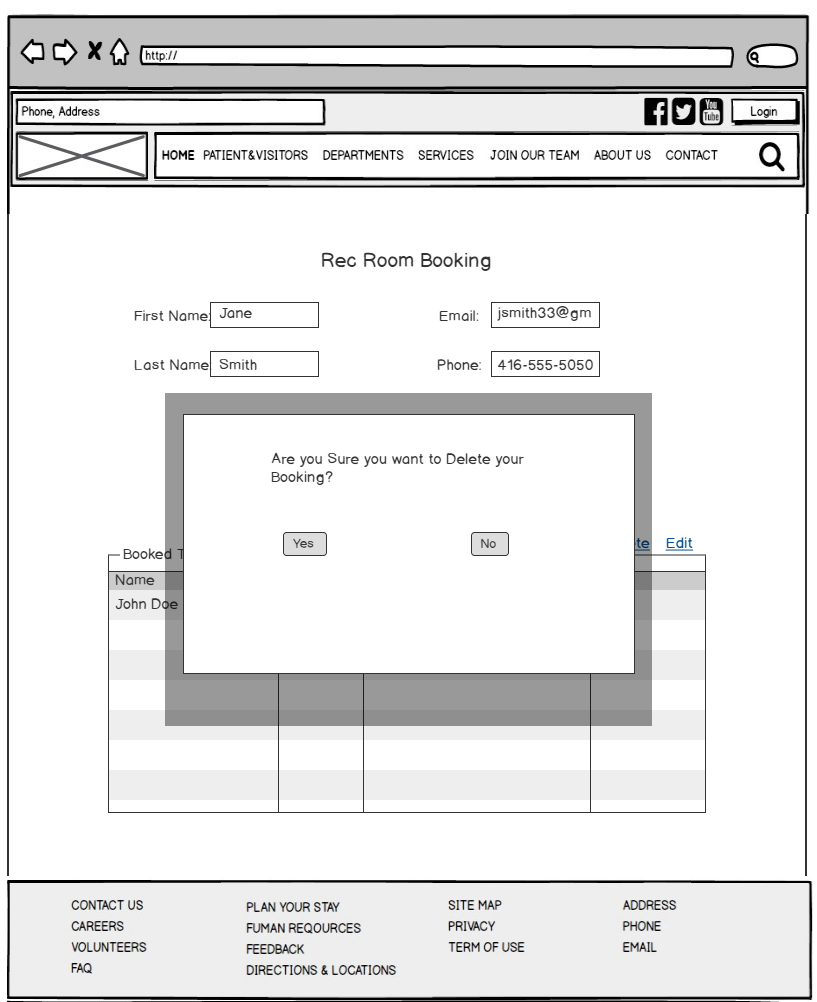 http://
Phone, Address
You
Tube
Login
HOME PATIENT&VISITORS DEPARTMENTS SERVICES JOIN OUR TEAM ABOUT US CONTACT
Rec Room Booking
First Name: Jane Email: jsmith33@gm
Last Name Smith Phone: 416-555-5050
Are you Sure you want to Delete your
Booking?
Yes No
te Edit
Booked T
Name
John Doe
CONTACT US PLAN YOUR STAY SITE MAP ADDRESS
CAREERS FUMAN REQOURCES PRIVACY PHONE
VOLUNTEERS FEEDBACK TERM OF USE EMAIL
FAQ DIRECTIONS & LOCATIONS